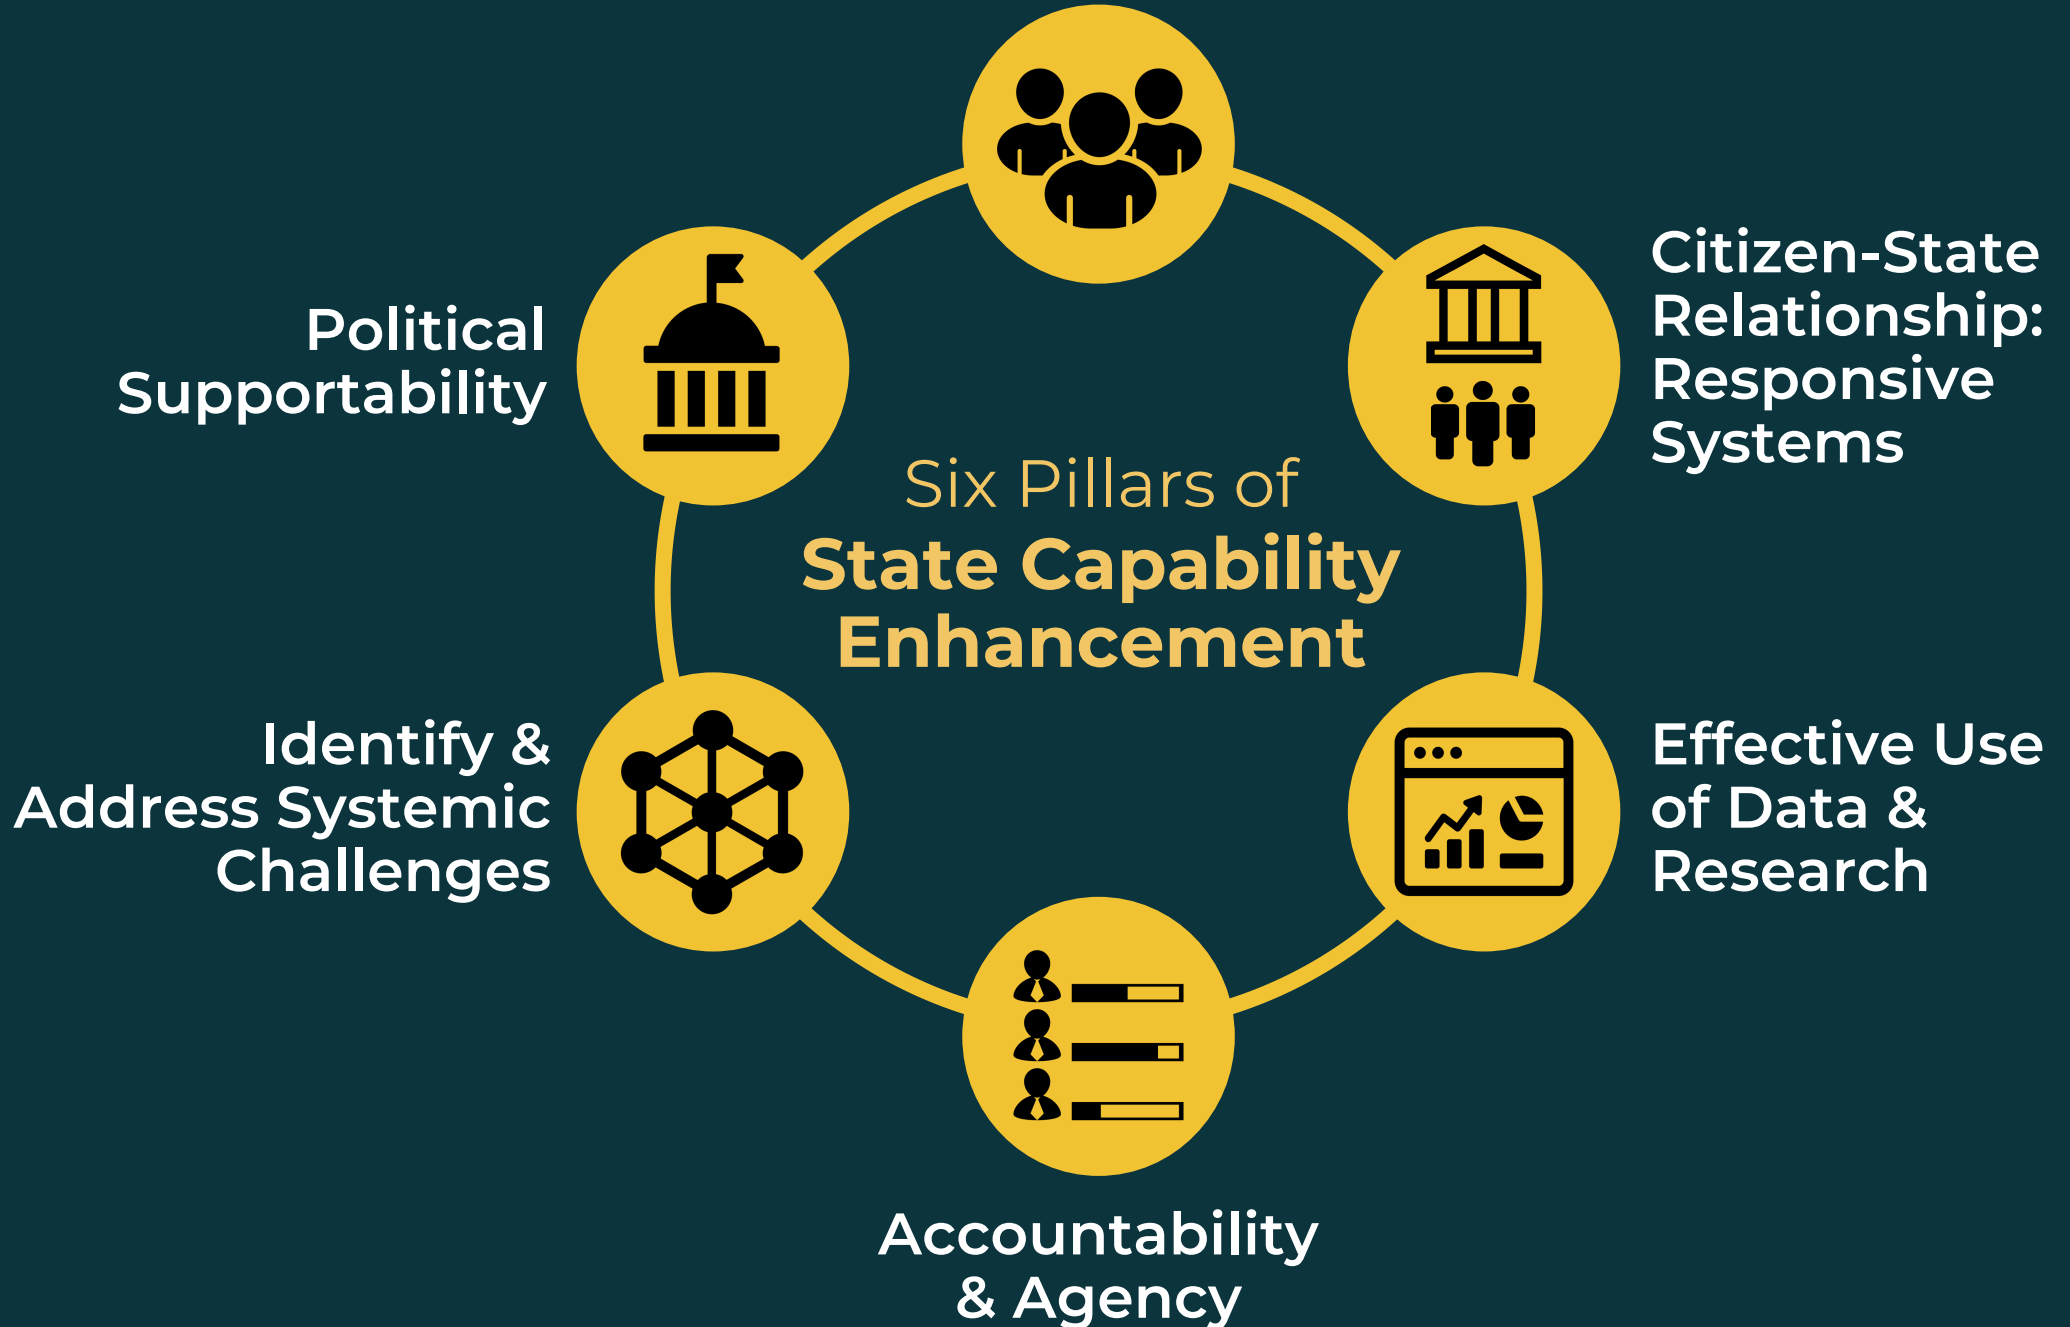 Six Pillars of
State Capability
Enhancement
Citizen-State
Relationship:
Responsive
Systems
Effective Use
of Data &
Research
Accountability
& Agency
Identify &
Address Systemic
Challenges
Political
Supportability